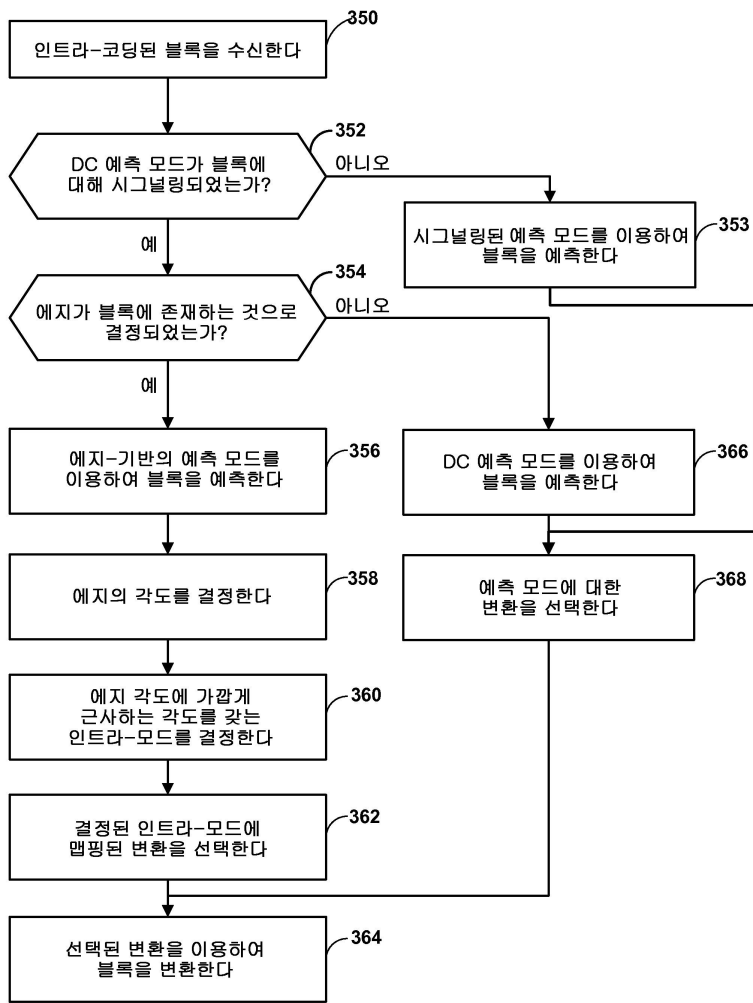 350
인트라-코딩된 블록을 수신한다
352
DC 예측 모드가 블록에
대해 시그널링되었는가?
아니오
예
353
시그널링된 예측 모드를 이용하여
블록을 예측한다
354
에지가 블록에 존재하는 것으로
결정되었는가?
아니오
예
356
에지-기반의 예측 모드를
이용하여 블록을 예측한다
366
DC 예측 모드를 이용하여
블록을 예측한다
358
에지의 각도를 결정한다
368
예측 모드에 대한
변환을 선택한다
360
에지 각도에 가깝게
근사하는 각도를 갖는
인트라-모드를 결정한다
362
결정된 인트라-모드에
맵핑된 변환을 선택한다
364
선택된 변환을 이용하여
블록을 변환한다